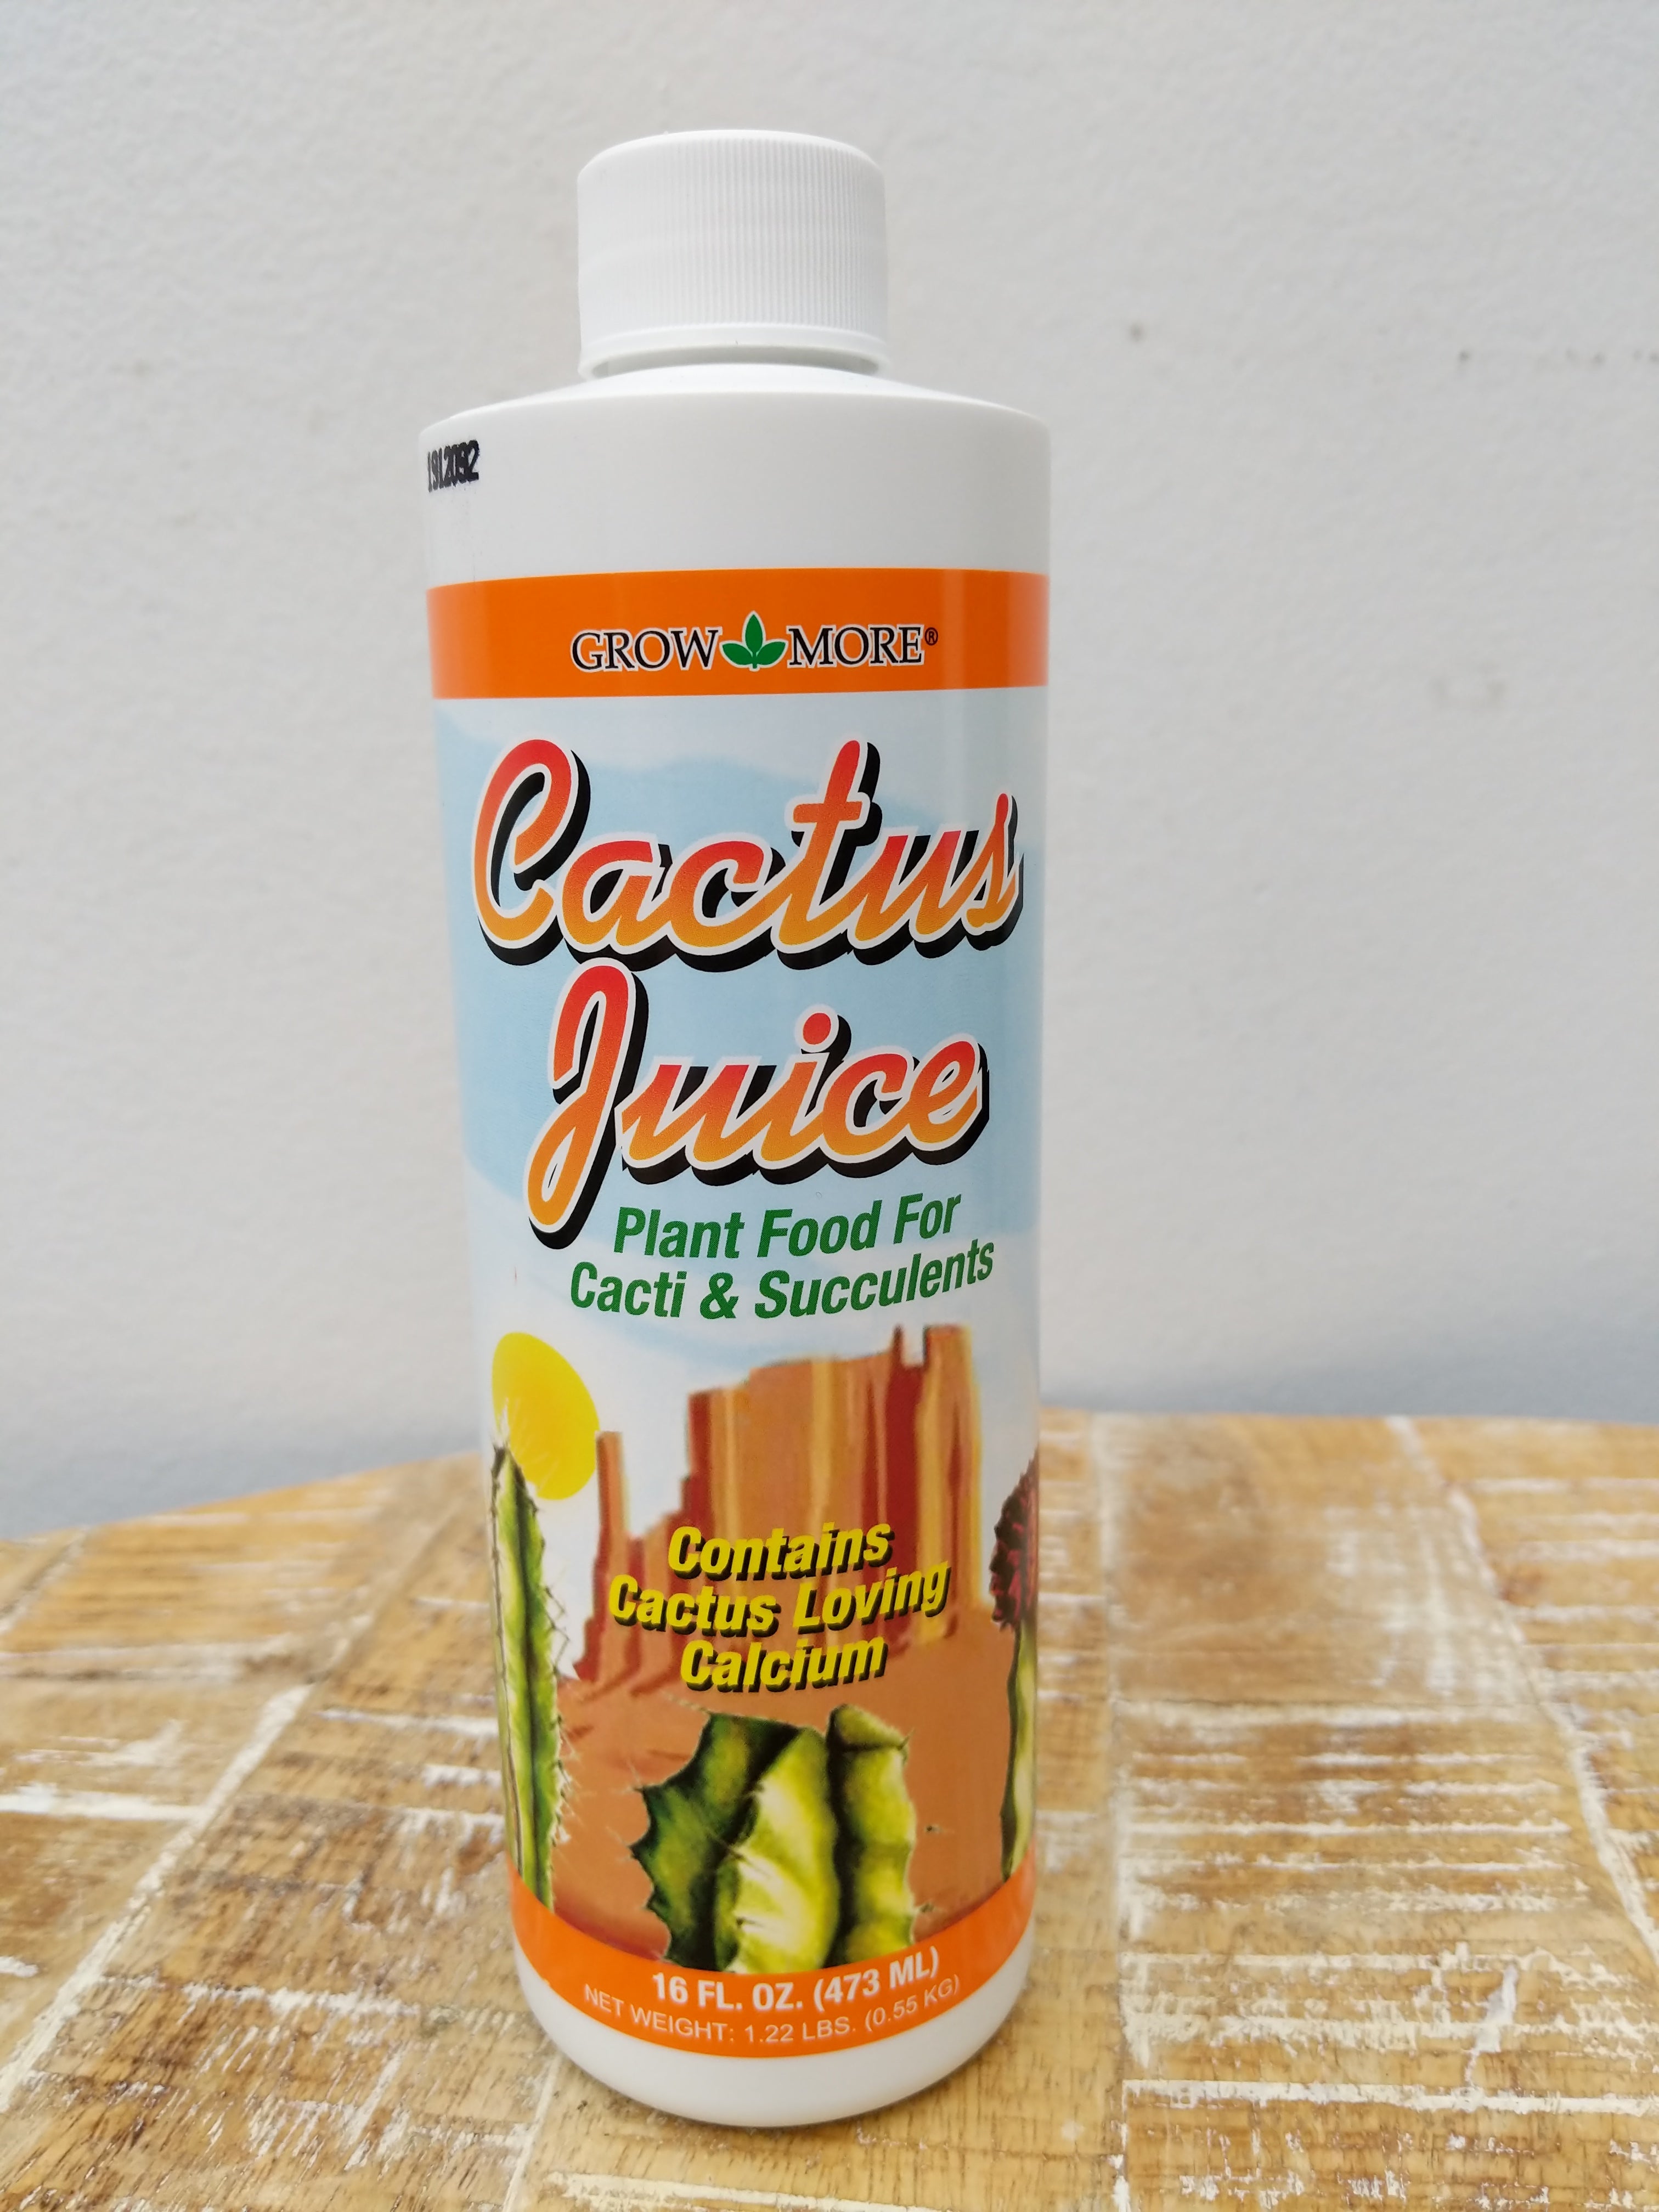 1912092
GROW MORE®
Cactus
Juice
Plant Food For
Cacti & Succulents
Contains
Cactus Loving
Calcium
16 FL. OZ. (473 ML)
NET WEIGHT: 1.22 LBS. (0.55 KG)